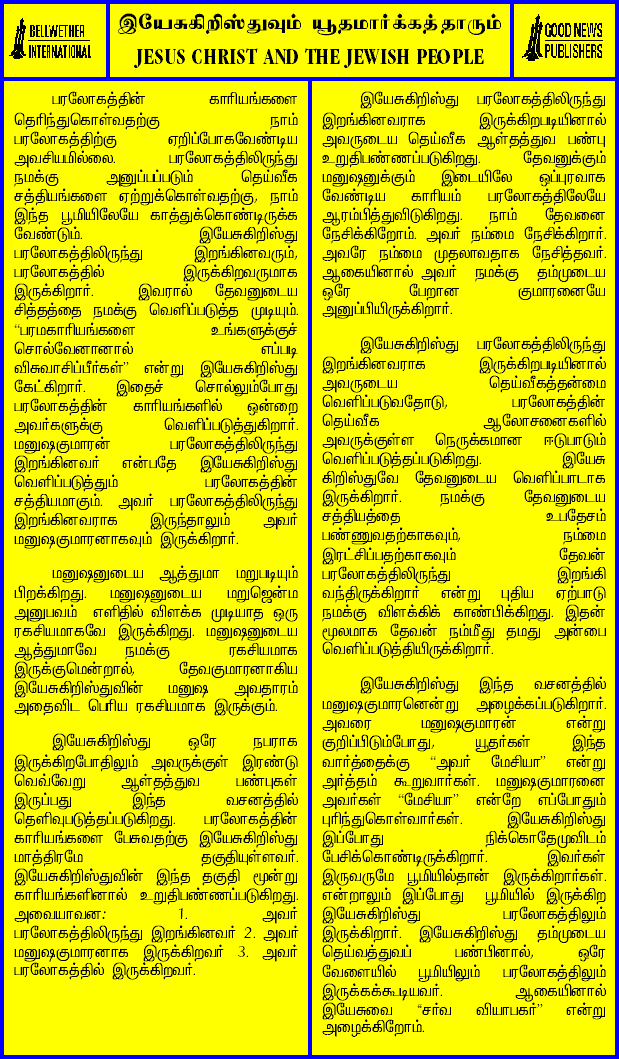 BELLWETHER
INTERNATIONAL
இயேசுகிறிஸ்துவும் யூதமார்க்கத்தாரும்
JESUS CHRIST AND THE JEWISH PEOPLE
GOOD NEWS
PUBLISHERS
பரலோகத்தின் காரியங்களை
தெரிந்துகொள்வதற்கு நாம்
பரலோகத்திற்கு ஏறிப்போகவேண்டிய
அவசியமில்லை. பரலோகத்திலிருந்து
நமக்கு அனுப்பப்படும் தெய்வீக
சத்தியங்களை ஏற்றுக்கொள்வதற்கு, நாம்
இந்த பூமியிலேயே காத்துக்கொண்டிருக்க
வேண்டும். இயேசுகிறிஸ்து
பரலோகத்திலிருந்து இறங்கினவரும்,
பரலோகத்தில் இருக்கிறவருமாக
இருக்கிறார். இவரால் தேவனுடைய
சித்தத்தை நமக்கு வெளிப்படுத்த முடியும்.
“பரமகாரியங்களை உங்களுக்குச்
சொல்வேனானால் எப்படி
விசுவாசிப்பீர்கள்” என்று இயேசுகிறிஸ்து
கேட்கிறார். இதைச் சொல்லும்போது
பரலோகத்தின் காரியங்களில் ஒன்றை
அவர்களுக்கு வெளிப்படுத்துகிறார்.
மனுஷகுமாரன் பரலோகத்திலிருந்து
இறங்கினவர் என்பதே இயேசுகிறிஸ்து
வெளிப்படுத்தும் பரலோகத்தின்
சத்தியமாகும். அவர் பரலோகத்திலிருந்து
இறங்கினவராக இருந்தாலும் அவர்
மனுஷகுமாரனாகவும் இருக்கிறார்.
மனுஷனுடைய ஆத்துமா மறுபடியும்
பிறக்கிறது. மனுஷனுடைய மறுஜென்ம
அனுபவம் எளிதில் விளக்க முடியாத ஒரு
ரகசியமாகவே இருக்கிறது. மனுஷனுடைய
ஆத்துமாவே நமக்கு ரகசியமாக
இருக்குமென்றால், தேவகுமாரனாகிய
இயேசுகிறிஸ்துவின் மனுஷ அவதாரம்
அதைவிட பெரிய ரகசியமாக இருக்கும்.
இயேசுகிறிஸ்து ஒரே நபராக
இருக்கிறபோதிலும் அவருக்குள் இரண்டு
வெவ்வேறு ஆள்தத்துவ பண்புகள்
இருப்பது இந்த வசனத்தில்
தெளிவுபடுத்தப்படுகிறது. பரலோகத்தின்
காரியங்களை பேசுவதற்கு இயேசுகிறிஸ்து
மாத்திரமே தகுதியுள்ளவர்.
இயேசுகிறிஸ்துவின் இந்த தகுதி மூன்று
காரியங்களினால் உறுதிபண்ணப்படுகிறது.
அவையாவன: 1. அவர்
பரலோகத்திலிருந்து இறங்கினவர் 2. அவர்
மனுஷகுமாரனாக இருக்கிறவர் 3. அவர்
பரலோகத்தில் இருக்கிறவர்.
இயேசுகிறிஸ்து பரலோகத்திலிருந்து
இறங்கினவராக இருக்கிறபடியினால்
அவருடைய தெய்வீக ஆள்தத்துவ பண்பு
உறுதிபண்ணப்படுகிறது. தேவனுக்கும்
மனுஷனுக்கும் இடையிலே ஒப்புரவாக
வேண்டிய காரியம் பரலோகத்திலேயே
ஆரம்பித்துவிடுகிறது. நாம் தேவனை
நேசிக்கிறோம். அவர் நம்மை நேசிக்கிறார்.
அவரே நம்மை முதலாவதாக நேசித்தவர்.
ஆகையினால் அவர் நமக்கு தம்முடைய
ஒரே பேறான குமாரனையே
அனுப்பியிருக்கிறார்.
இயேசுகிறிஸ்து பரலோகத்திலிருந்து
இறங்கினவராக இருக்கிறபடியினால்
அவருடைய தெய்வீகத்தன்மை
வெளிப்படுவதோடு, பரலோகத்தின்
தெய்வீக ஆலோசனைகளில்
அவருக்குள்ள நெருக்கமான ஈடுபாடும்
வெளிப்படுத்தப்படுகிறது. இயேசு
கிறிஸ்துவே தேவனுடைய வெளிப்பாடாக
இருக்கிறார். நமக்கு தேவனுடைய
சத்தியத்தை உபதேசம்
பண்ணுவதற்காகவும், நம்மை
இரட்சிப்பதற்காகவும் தேவன்
பரலோகத்திலிருந்து இறங்கி
வந்திருக்கிறார் என்று புதிய ஏற்பாடு
நமக்கு விளக்கிக் காண்பிக்கிறது. இதன்
மூலமாக தேவன் நம்மீது தமது அன்பை
வெளிப்படுத்தியிருக்கிறார்.
இயேசுகிறிஸ்து இந்த வசனத்தில்
மனுஷகுமாரனென்று அழைக்கப்படுகிறார்.
அவரை மனுஷகுமாரன் என்று
குறிப்பிடும்போது, யூதர்கள் இந்த
வார்த்தைக்கு “அவர் மேசியா” என்று
அர்த்தம் கூறுவார்கள். மனுஷகுமாரனை
அவர்கள் “மேசியா” என்றே எப்போதும்
புரிந்துகொள்வார்கள். இயேசுகிறிஸ்து
இப்போது நிக்கொதேமுவிடம்
பேசிக்கொண்டிருக்கிறார். இவர்கள்
இருவருமே பூமியில்தான் இருக்கிறார்கள்.
என்றாலும் இப்போது பூமியில் இருக்கிற
இயேசுகிறிஸ்து பரலோகத்திலும்
இருக்கிறார். இயேசுகிறிஸ்து தம்முடைய
தெய்வத்துவப் பண்பினால், ஒரே
வேளையில் பூமியிலும் பரலோகத்திலும்
இருக்கக்கூடியவர். ஆகையினால்
இயேசுவை “சர்வ வியாபகர்” என்று
அழைக்கிறோம்.